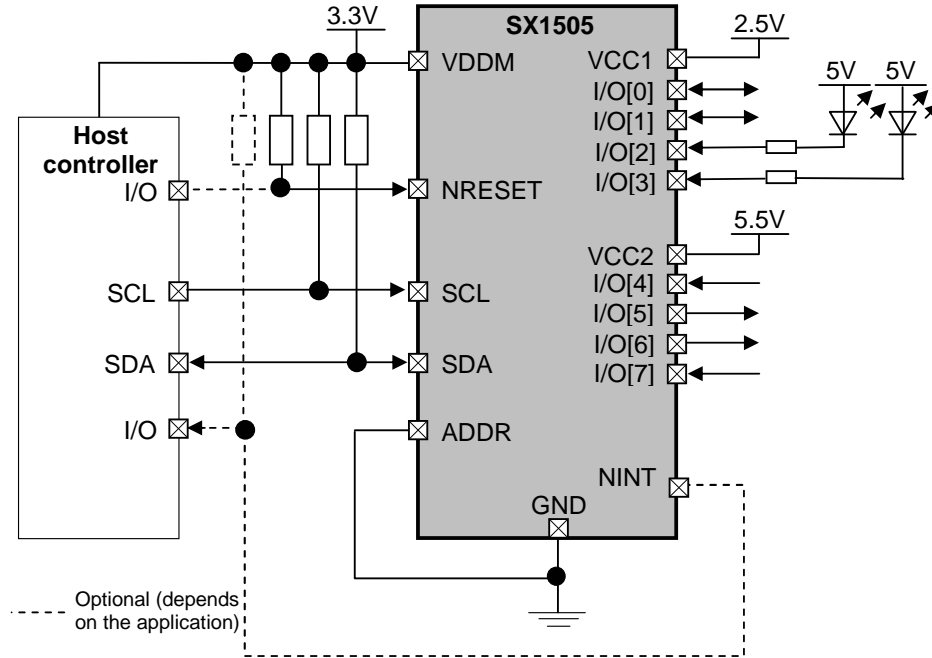 3.3V
SX1505
2.5V
VDDM
VCC1
5V
5V
I/O[0]
I/O[1]
Host
controller
I/O[2]
I/O
NRESET
I/O[3]
5.5V
VCC2
SCL
SCL
I/O[4]
I/O[5]
I/O[6]
SDA
SDA
I/O[7]
I/O
ADDR
NINT
GND
Optional (depends
on the application)